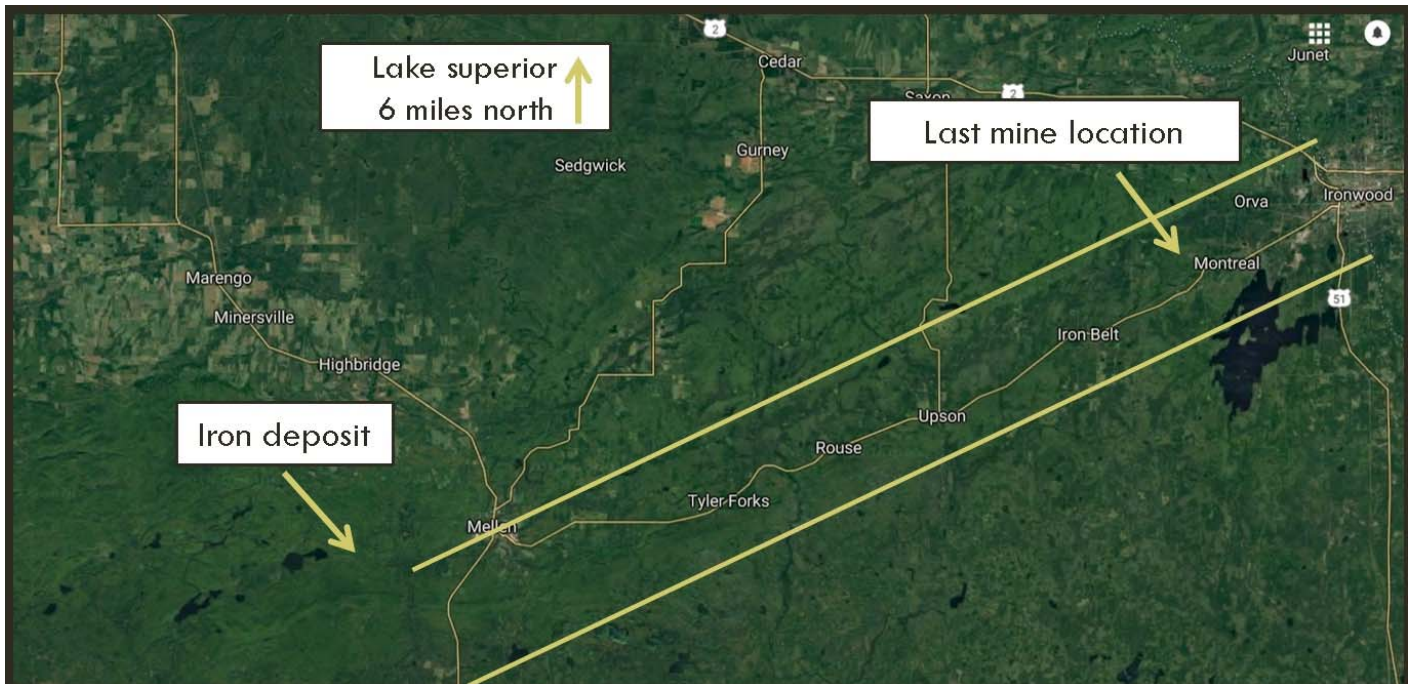 2
Lake superior
6 miles north
Cedar
Junet
Saxon
2
Last mine location
Gurney
Sedgwick
Ironwood
Orva
Montreal
Marengo
51
Minersville
Iron Belt
Highbridge
Upson
Iron deposit
Rouse
Tyler Forks
Mellen